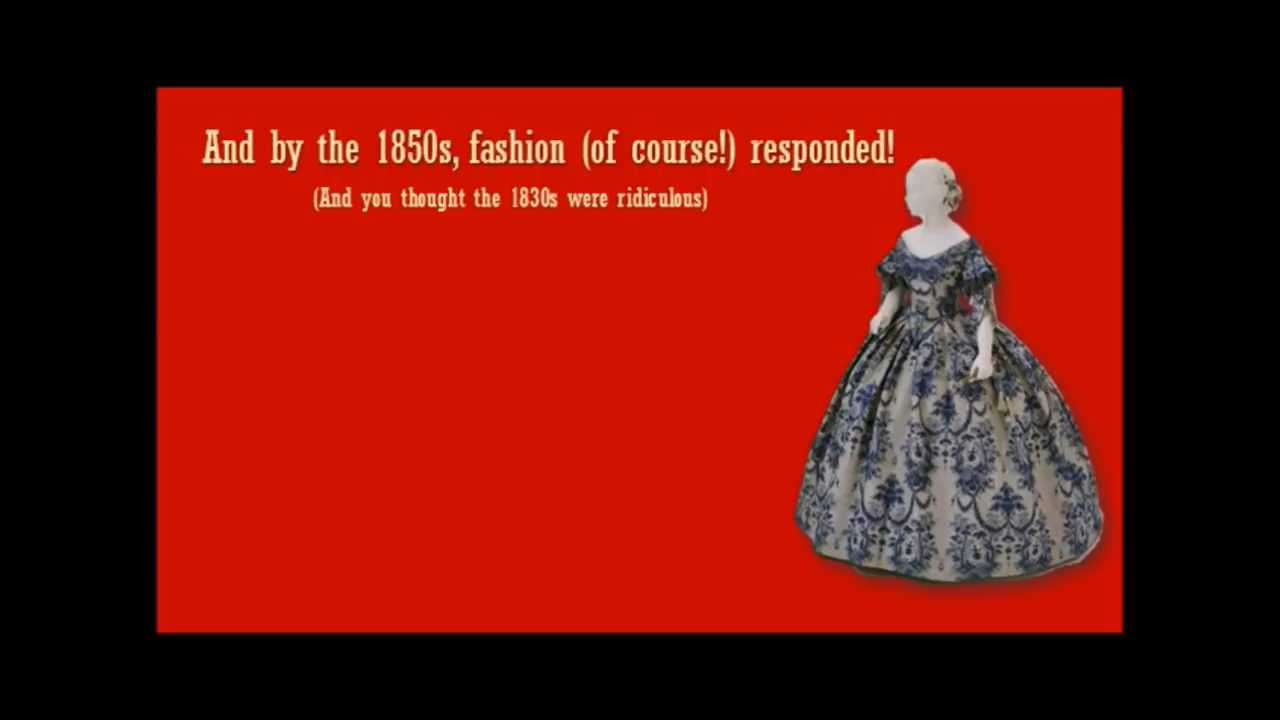 And by the 1850s, fashion (of course!) responded!
(And you thought the 1830s were ridiculous)